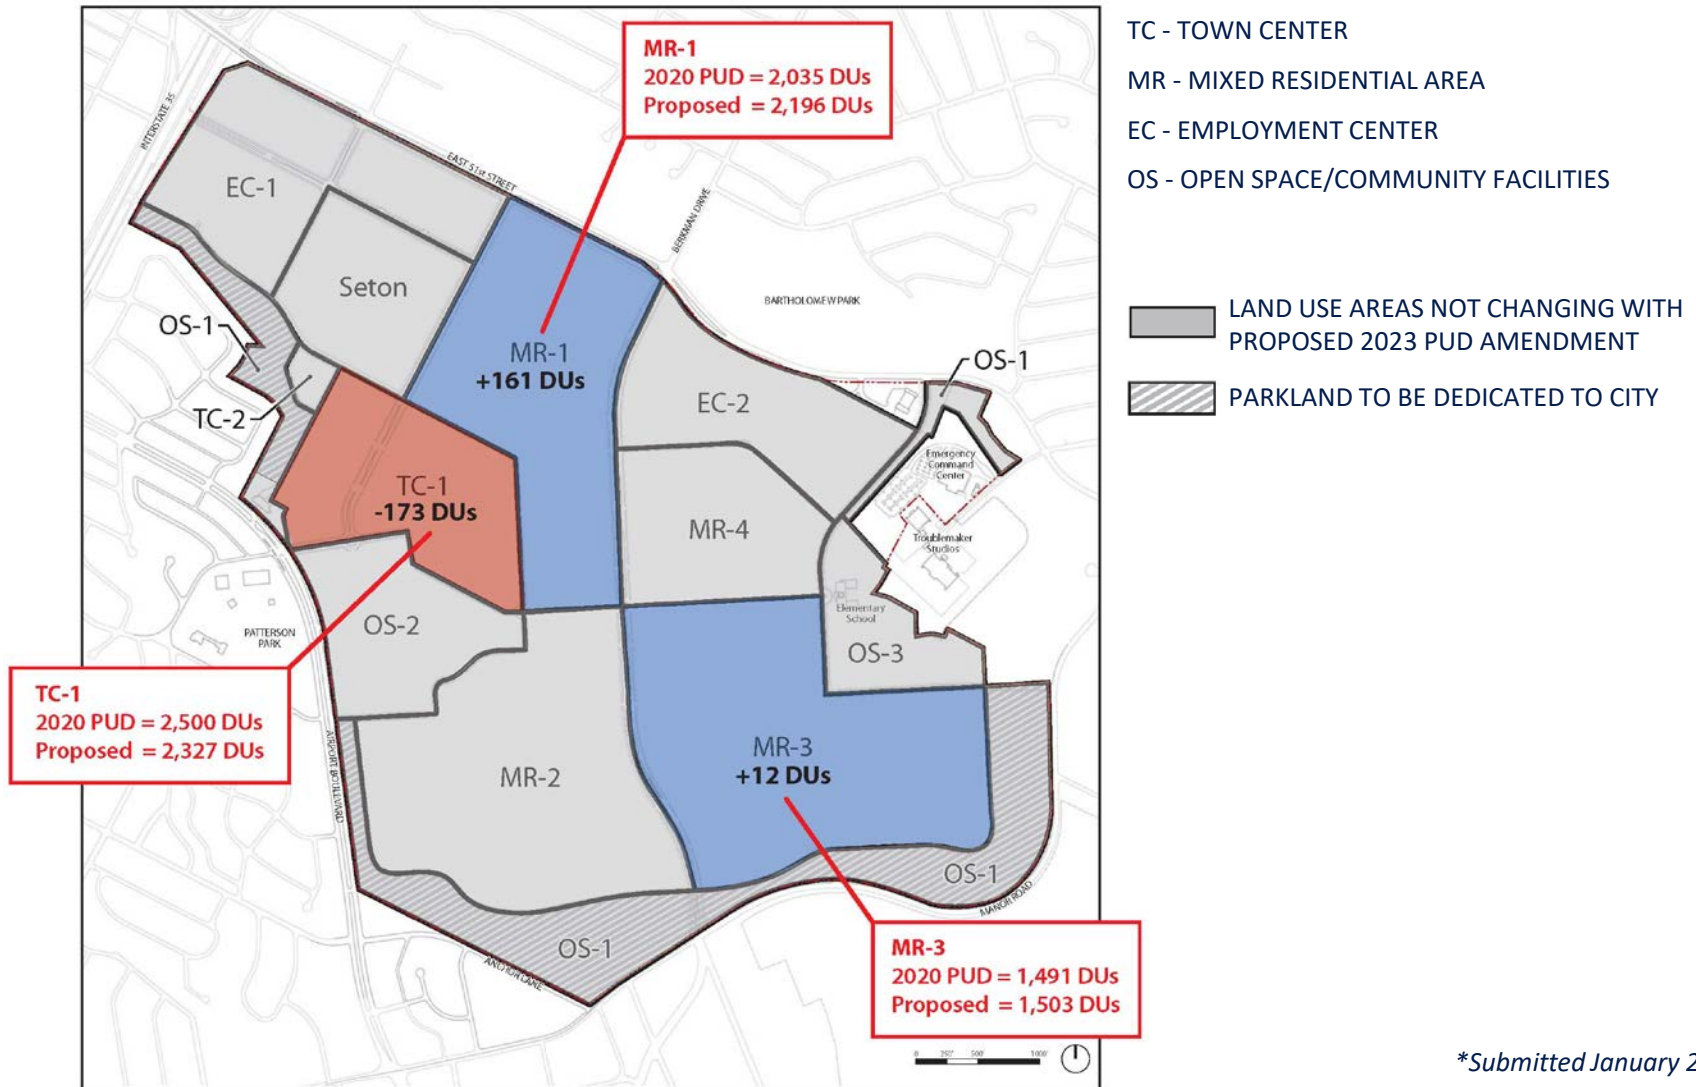 MR-1
2020 PUD = 2,035 DUs
Proposed = 2,196 DUs
INTERSTATE 35
EAST 51st STREET
BERKMAN DRIVE
EC-1
Seton
BARTHOLOMEW PARK
OS-1
MR-1
+161 DUs
OS-1
TC-2
EC-2
Emergency
Command
Center
TC-1
-173 DUs
MR-4
Troublemaker
Studios
Elementary
School
OS-2
PATTERSON
PARK
OS-3
TC-1
2020 PUD = 2,500 DUs
Proposed = 2,327 DUs
AIRPORT BOULEVARD
MR-2
MR-3
+12 DUs
OS-1
MANOR ROAD
OS-1
ANCHOR LANE
MR-3
2020 PUD = 1,491 DUs
Proposed = 1,503 DUs
0 250' 500' 1000'
TC - TOWN CENTER
MR - MIXED RESIDENTIAL AREA
EC - EMPLOYMENT CENTER
OS - OPEN SPACE/COMMUNITY FACILITIES
LAND USE AREAS NOT CHANGING WITH
PROPOSED 2023 PUD AMENDMENT
PARKLAND TO BE DEDICATED TO CITY
*Submitted January 2